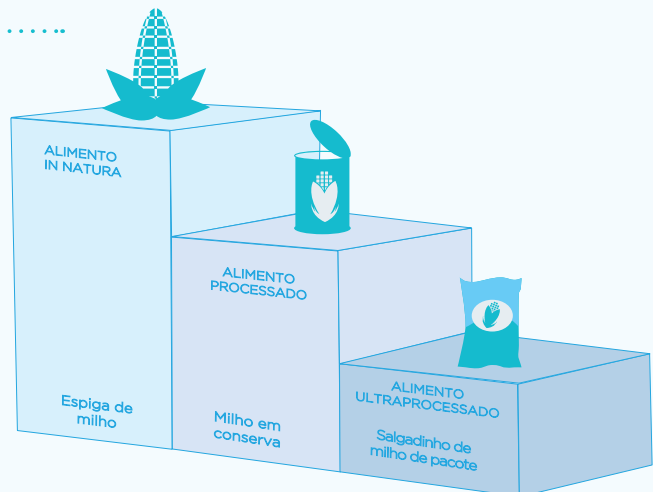 ALIMENTO
IN NATURA
Espiga de
milho
ALIMENTO
PROCESSADO
Milho em
conserva
ALIMENTO
ULTRAPROCESSADO
Salgadinho de
milho de pacote